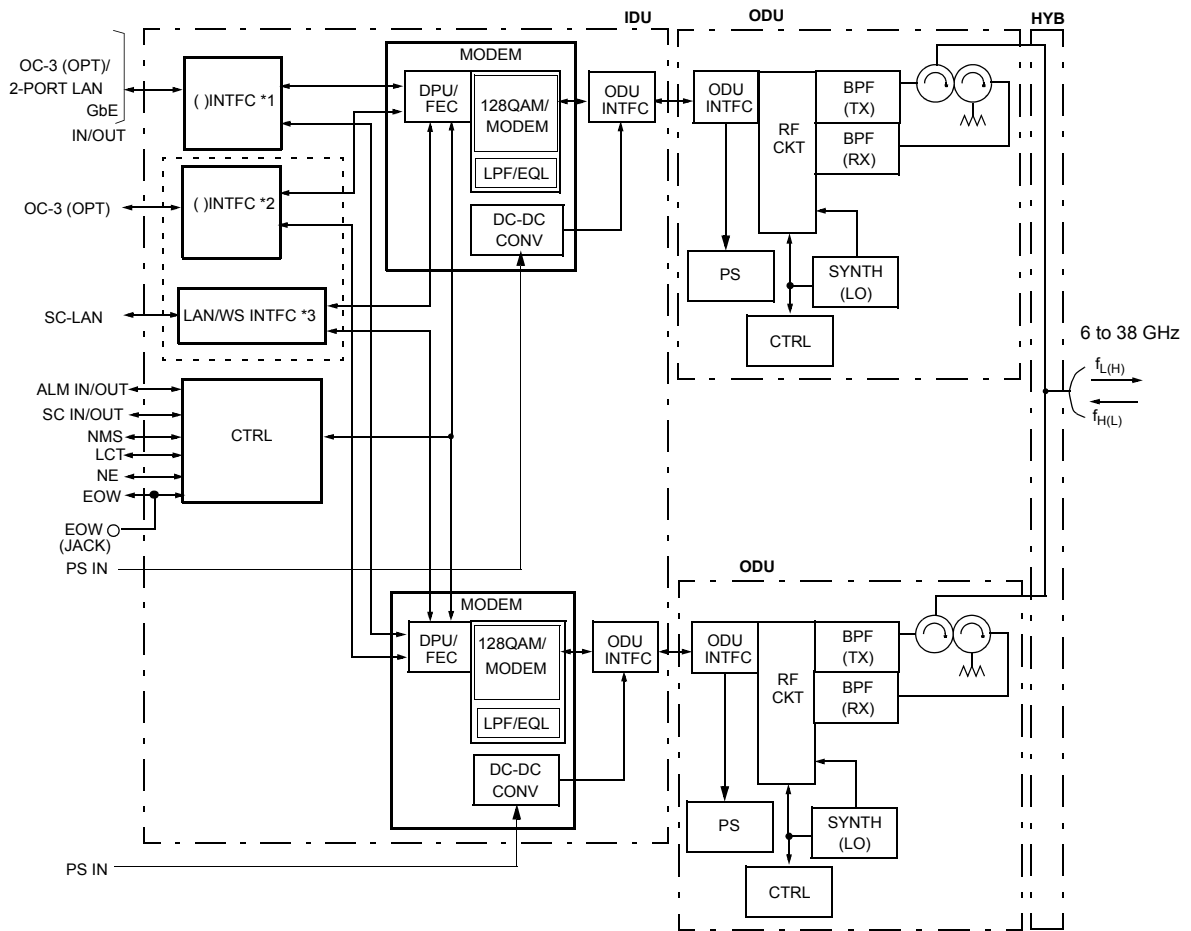 IDU
ODU
HYB
OC-3 (OPT)/
2-PORT LAN
GbE
IN/OUT
( )INTFC *1
MODEM
DPU/
FEC
128QAM/
MODEM
LPF/EQL
DC-DC
CONV
ODU
INTFC
ODU
INTFC
RF
CKT
BPF
(TX)
BPF
(RX)
PS
SYNTH
(LO)
CTRL
OC-3 (OPT)
( )INTFC *2
SC-LAN
LAN/WS INTFC *3
6 to 38 GHz
fL(H)
fH(L)
ALM IN/OUT
SC IN/OUT
NMS
LCT
NE
EOW
CTRL
EOW
(JACK)
PS IN
ODU
MODEM
DPU/
FEC
128QAM/
MODEM
LPF/EQL
DC-DC
CONV
ODU
INTFC
ODU
INTFC
RF
CKT
BPF
(TX)
BPF
(RX)
PS
SYNTH
(LO)
CTRL
PS IN